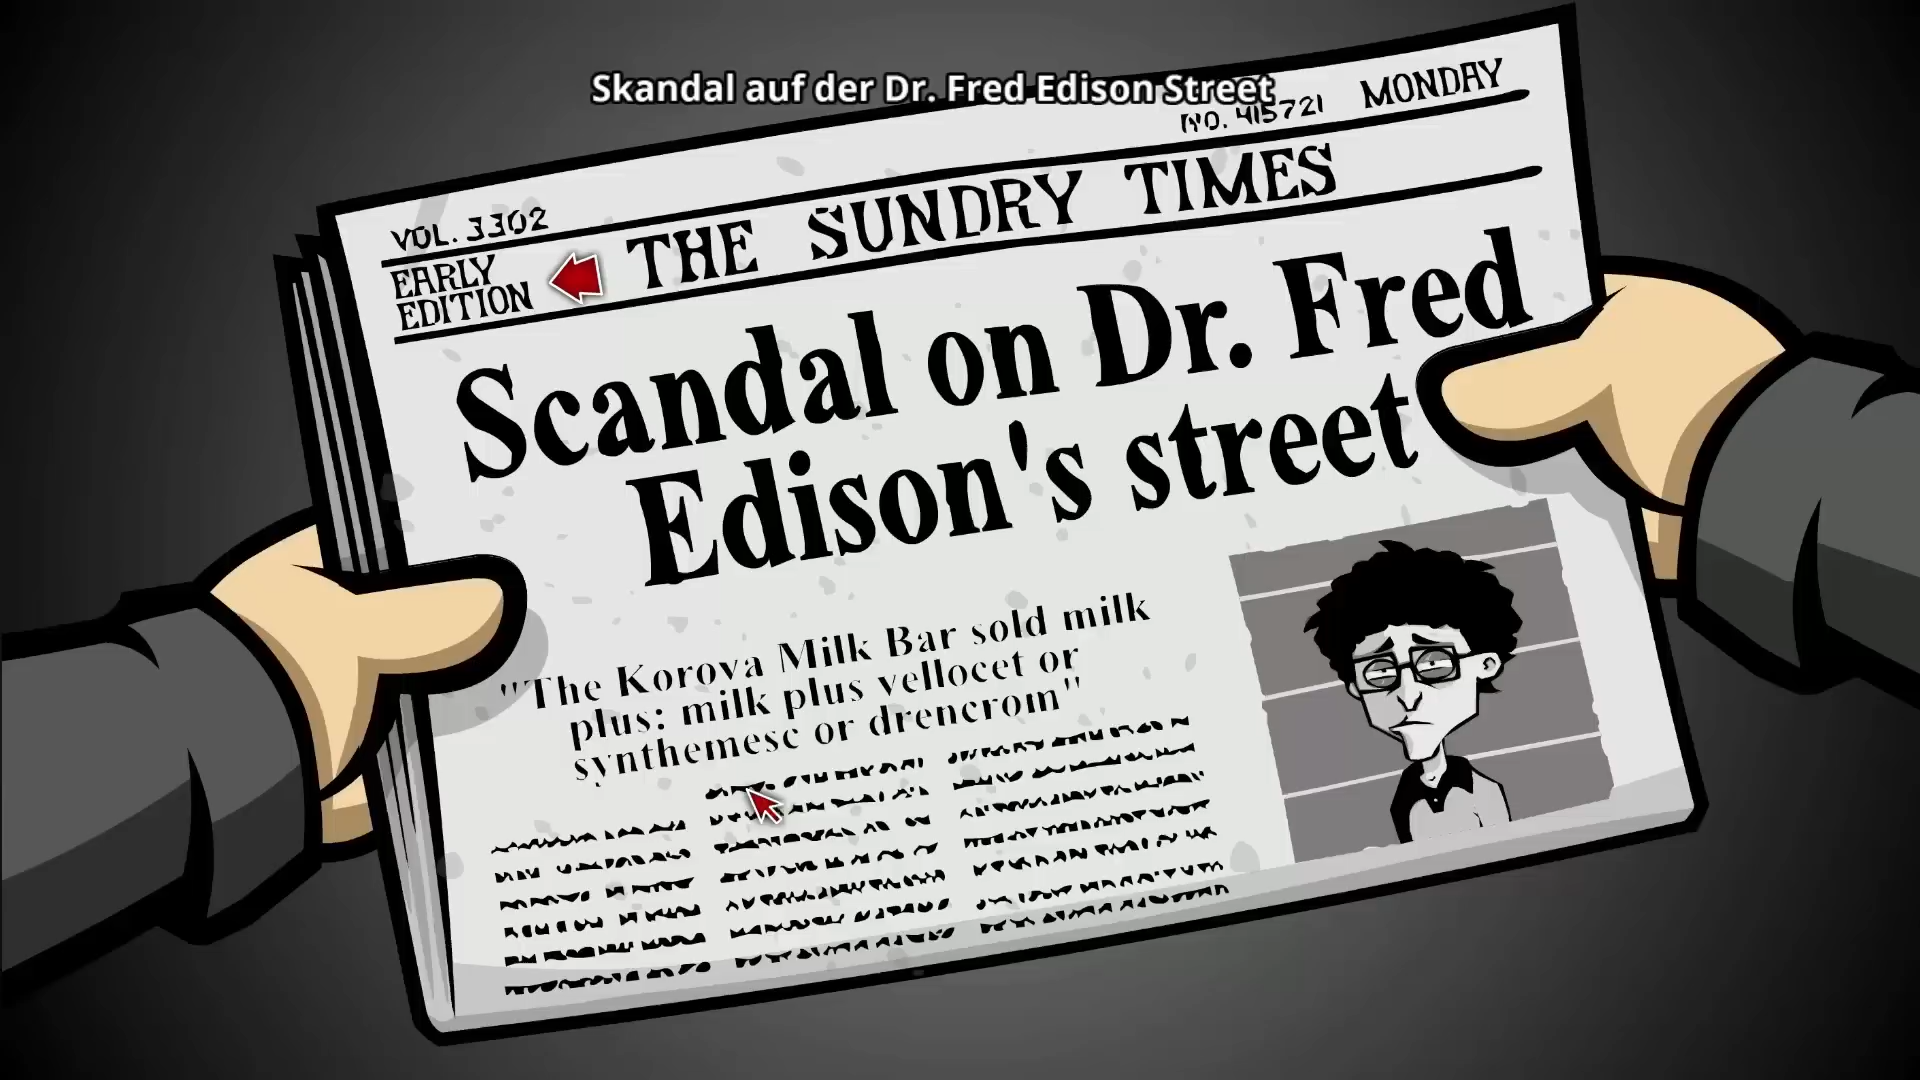 Skandal auf der Dr. Fred Edison Street
NO. 415721 MONDAY
VOL. 3302
EARLY
EDITION
THE SUNDRY TIMES
Scandal on Dr. Fred
Edison's street
"The Korova Milk Bar sold milk
plus: milk plus vellocet or
synthemesc or drencrom"